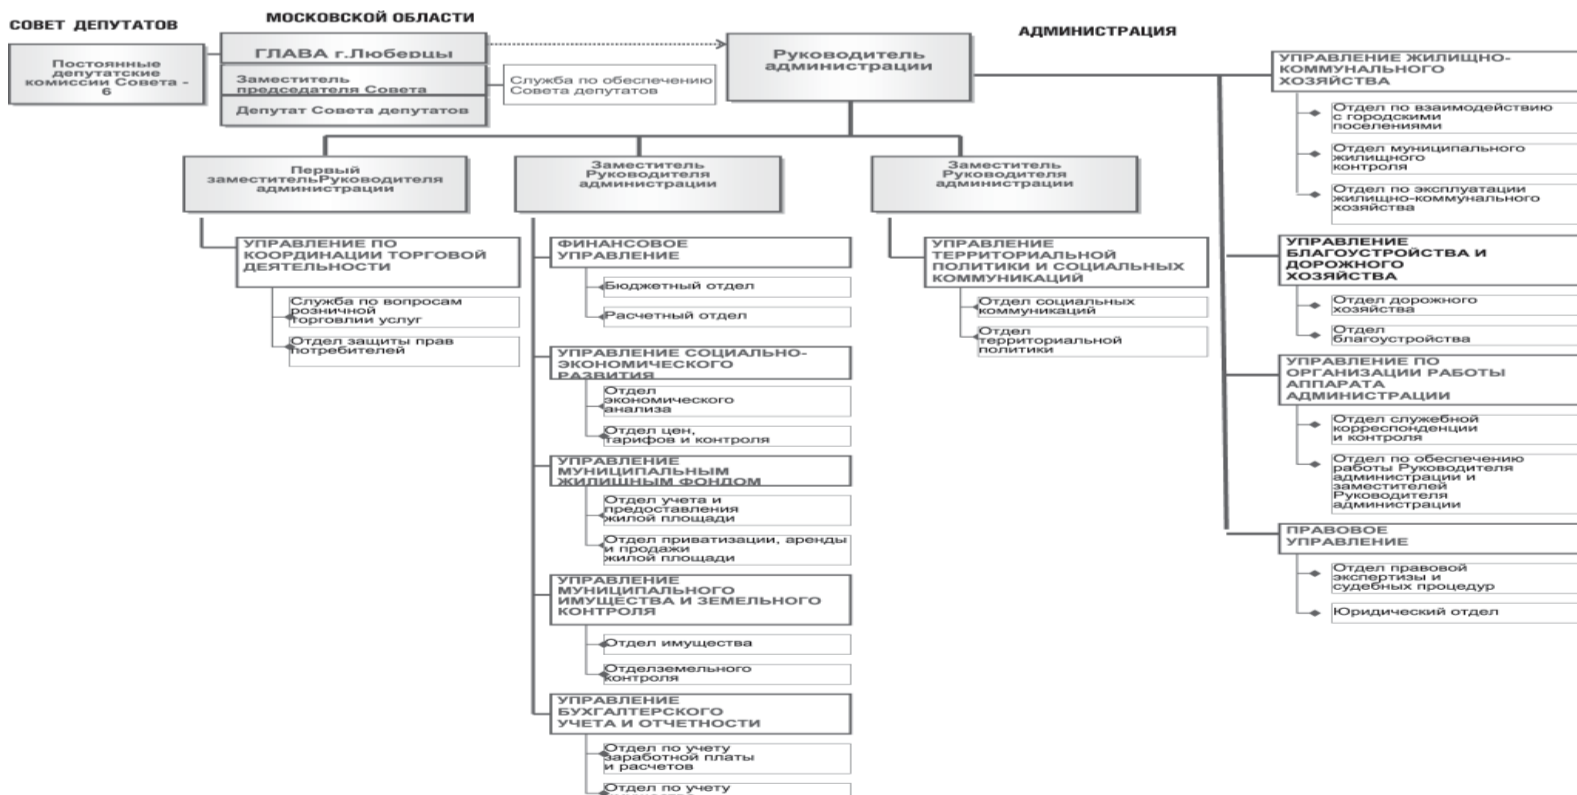 СОВЕТ ДЕПУТАТОВ
МОСКОВСКОЙ ОБЛАСТИ
АДМИНИСТРАЦИЯ
Постоянные
депутатские
комиссии Совета -
6
ГЛАВА г.Люберцы
Заместитель
председателя Совета
Депутат Совета депутатов
Служба по обеспечению
Совета депутатов
Руководитель
администрации
Первый
заместительРуководителя
администрации
УПРАВЛЕНИЕ ПО
КООРДИНАЦИИ ТОРГОВОЙ
ДЕЯТЕЛЬНОСТИ
Служба по вопросам
розничной
торговлии услуг
Отдел защиты прав
потребителей
Заместитель
Руководителя
администрации
ФИНАНСОВОЕ
УПРАВЛЕНИЕ
Бюджетный отдел
Расчетный отдел
УПРАВЛЕНИЕ СОЦИАЛЬНО-
ЭКОНОМИЧЕСКОГО
РАЗВИТИЯ
Отдел
экономического
анализа
Отдел цен,
тарифов и контроля
УПРАВЛЕНИЕ
МУНИЦИПАЛЬНЫМ
ЖИЛИЩНЫМ ФОНДОМ
Отдел учета и
предоставления
жилой площади
Отдел приватизации, аренды
и продажи
жилой площади
УПРАВЛЕНИЕ
МУНИЦИПАЛЬНОГО
ИМУЩЕСТВА И ЗЕМЕЛЬНОГО
КОНТРОЛЯ
Отдел имущества
Отделземельного
контроля
УПРАВЛЕНИЕ
БУХГАЛТЕРСКОГО
УЧЕТА И ОТЧЕТНОСТИ
Отдел по учету
заработной платы
и расчетов
Отдел по учету
Заместитель
Руководителя
администрации
УПРАВЛЕНИЕ
ТЕРРИТОРИАЛЬНОЙ
ПОЛИТИКИ И СОЦИАЛЬНЫХ
КОММУНИКАЦИЙ
Отдел социальных
коммуникаций
Отдел
территориальной
политики
УПРАВЛЕНИЕ ЖИЛИЩНО-
КОММУНАЛЬНОГО
ХОЗЯЙСТВА
Отдел по взаимодействию
с городскими
поселениями
Отдел муниципального
жилищного
контроля
Отдел по эксплуатации
жилищно-коммунального
хозяйства
УПРАВЛЕНИЕ
БЛАГОУСТРОЙСТВА И
ДОРОЖНОГО
ХОЗЯЙСТВА
Отдел дорожного
хозяйства
Отдел
благоустройства
УПРАВЛЕНИЕ ПО
ОРГАНИЗАЦИИ РАБОТЫ
АППАРАТА
АДМИНИСТРАЦИИ
Отдел служебной
корреспонденции
и контроля
Отдел по обеспечению
работы Руководителя
администрации и
заместителей
Руководителя
администрации
ПРАВОВОЕ
УПРАВЛЕНИЕ
Отдел правовой
экспертизы и
судебных процедур
Юридический отдел